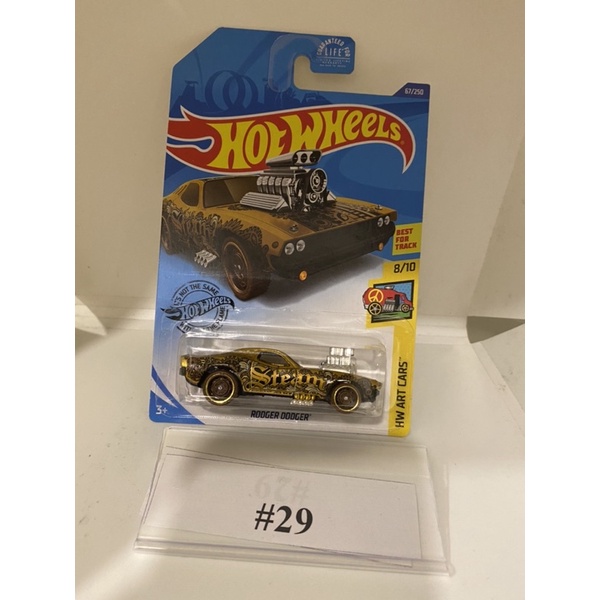 GUARANTEED FOR
LIFE
67/250
HOT WHEELS
BEST
FOR
TRACK
8/10
IT'S NOT THE SAME
HOT WHEELS
HW ART CARS
Steam
3+
RODGER DODGER
#29